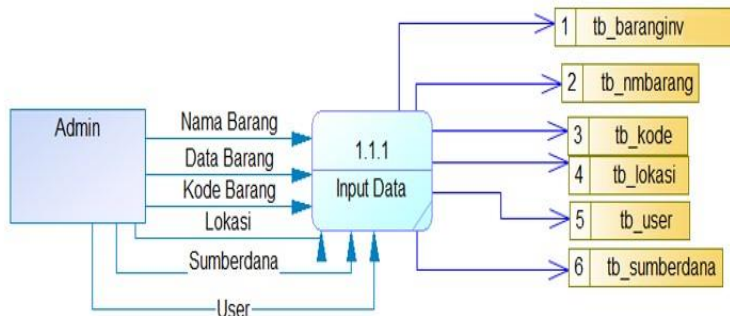 Admin
Nama Barang
Data Barang
Kode Barang
Lokasi
Sumberdana
User
1.1.1
Input Data
1 tb_baranginv
2 tb_nmbarang
3 tb_kode
4 tb_lokasi
5 tb_user
6 tb_sumberdana